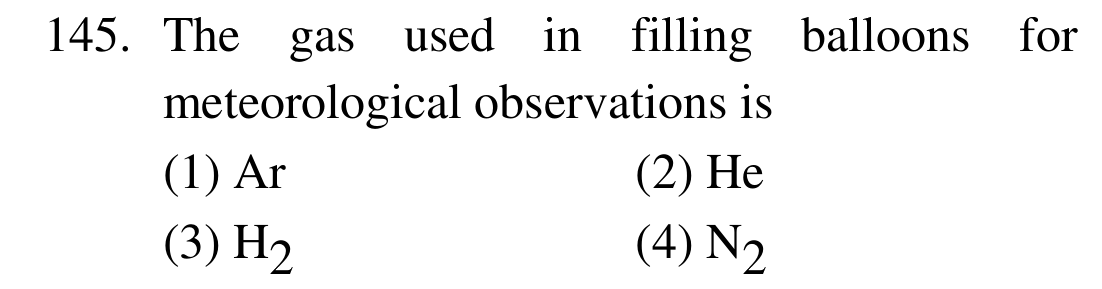 145. The gas used in filling balloons for
meteorological observations is
(1) Ar (2) He
(3) H2 (4) N2